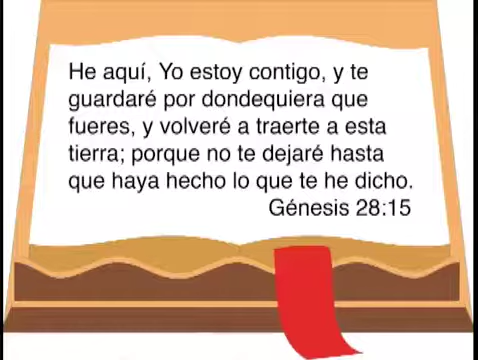 He aquí, Yo estoy contigo, y te
guardaré por dondequiera que
fueres, y volveré a traerte a esta
tierra; porque no te dejaré hasta
que haya hecho lo que te he dicho.
Génesis 28:15